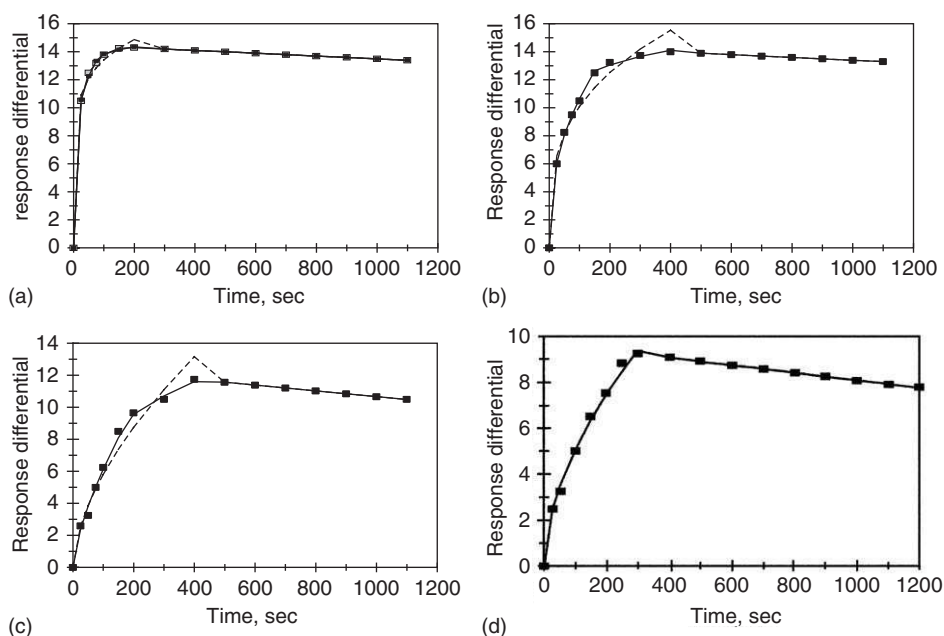 16
14
12
10
8
6
4
2
0
response differential
0 200 400 600 800 1000 1200
Time, sec
(a)
16
14
12
10
8
6
4
2
0
Response differential
0 200 400 600 800 1000 1200
Time, sec
(b)
14
12
10
8
6
4
2
0
Response differential
0 200 400 600 800 1000 1200
Time, sec
(c)
10
8
6
4
2
0
Response differential
0 200 400 600 800 1000 1200
Time, sec
(d)